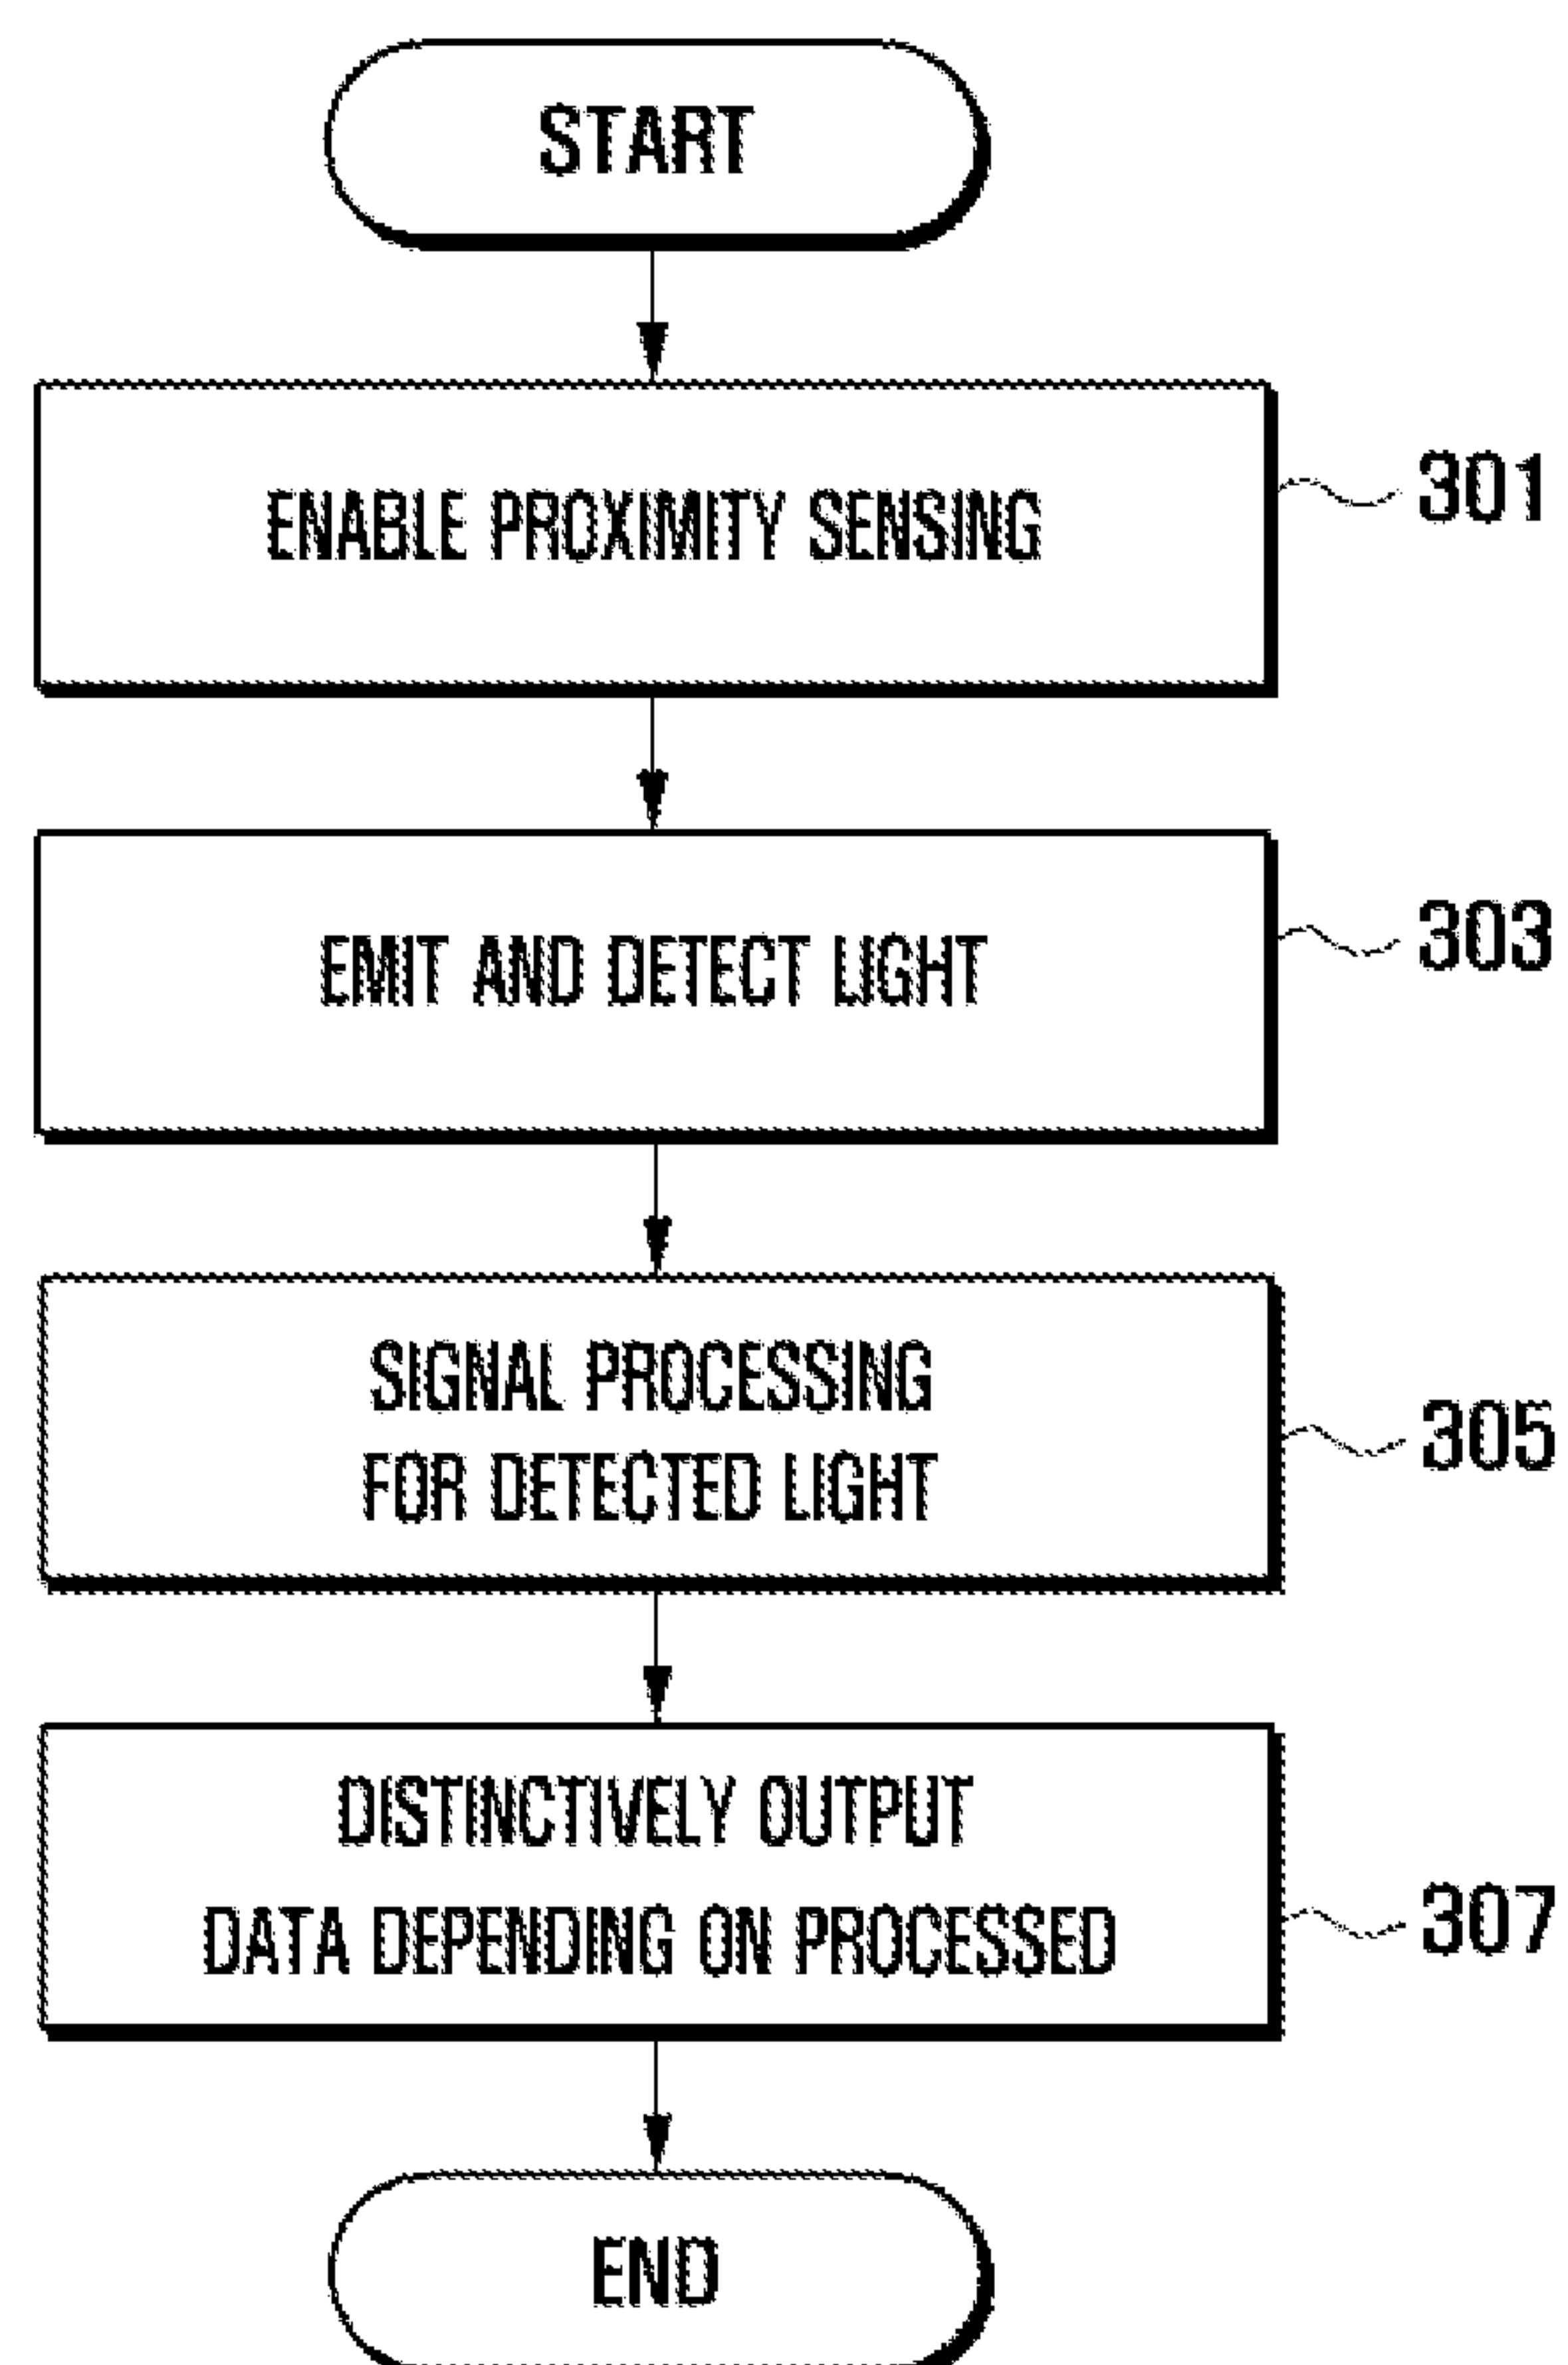 START
ENABLE PROXIMITY SENSING
301
EMIT AND DETECT LIGHT
303
SIGNAL PROCESSING
FOR DETECTED LIGHT
305
DISTINCTIVELY OUTPUT
DATA DEPENDING ON PROCESSED
307
END